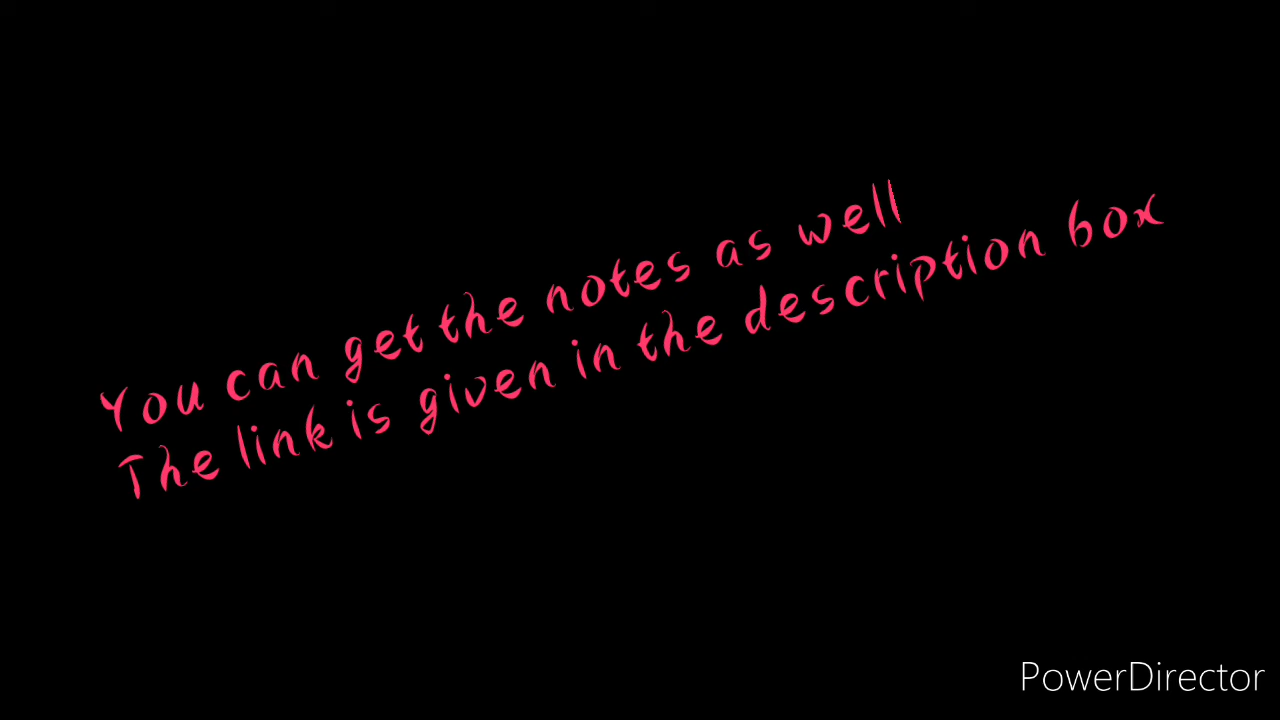 You can get the notes as well
The link is given in the description box
PowerDirector